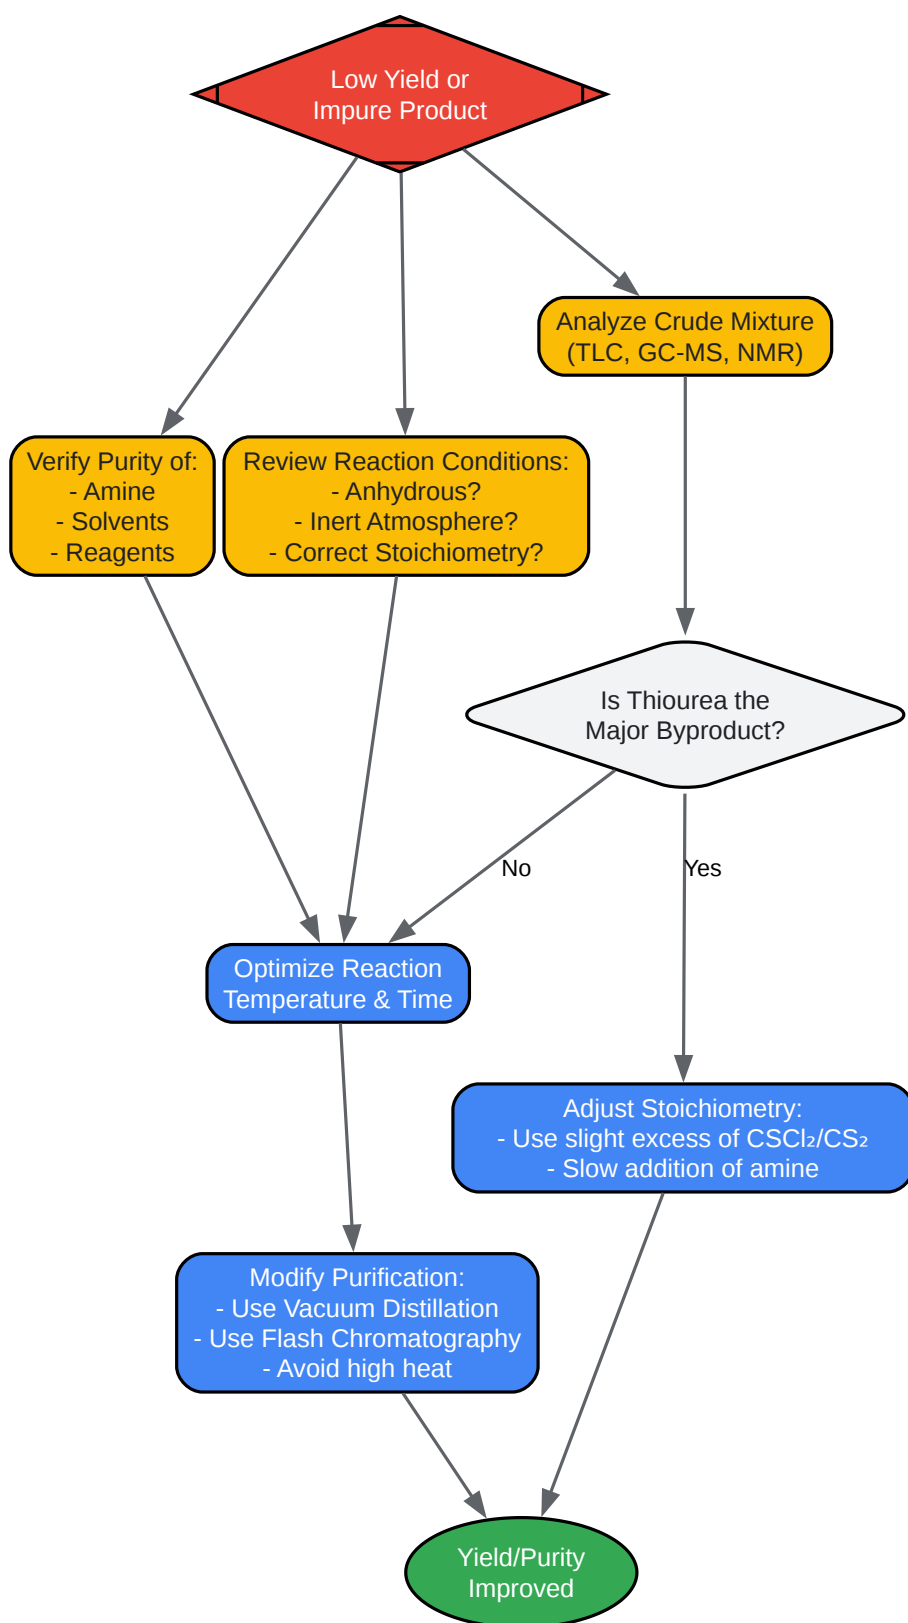 Low Yield or
Impure Product
Analyze Crude Mixture
(TLC, GC-MS, NMR)
Verify Purity of:
- Amine
- Solvents
- Reagents
Review Reaction Conditions:
- Anhydrous?
- Inert Atmosphere?
- Correct Stoichiometry?
Is Thiourea the
Major Byproduct?
No
Yes
Optimize Reaction
Temperature & Time
Adjust Stoichiometry:
- Use slight excess of CSCl₂/CS₂
- Slow addition of amine
Modify Purification:
- Use Vacuum Distillation
- Use Flash Chromatography
- Avoid high heat
Yield/Purity
Improved